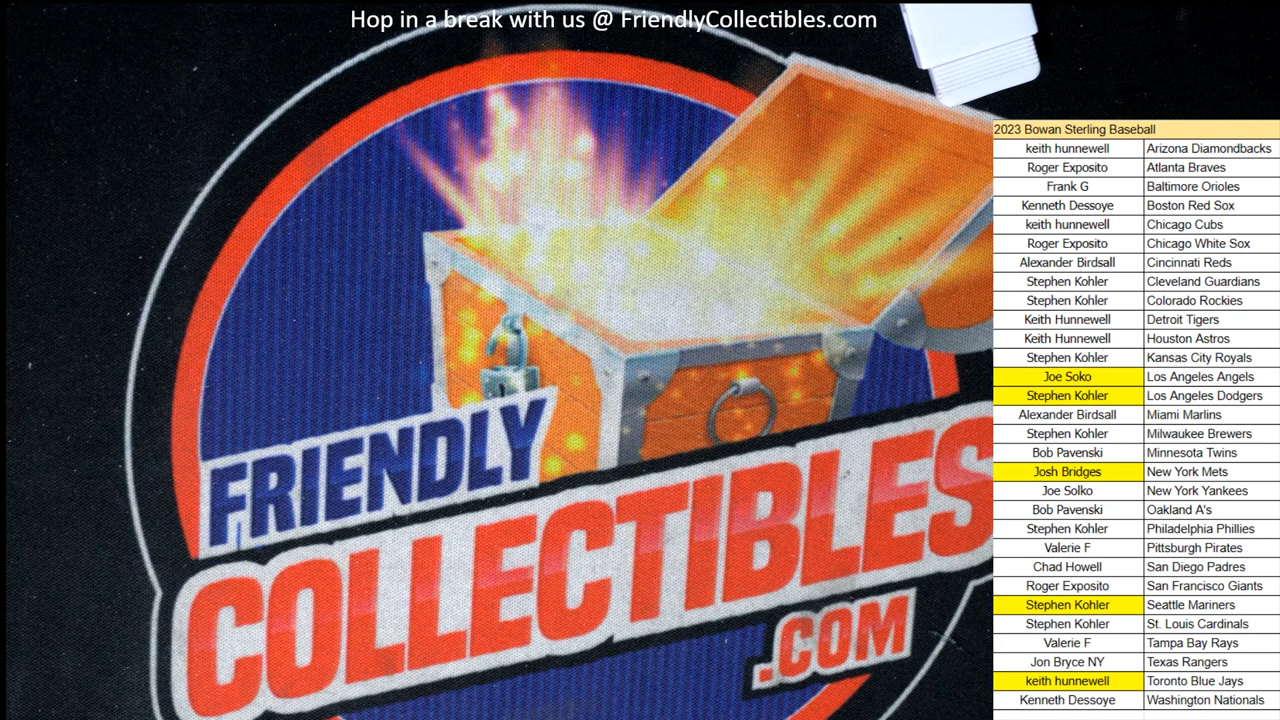 Hop in a break with us @ FriendlyCollectibles.com
FRIENDLY
COLLECTIBLES
.COM
2023 Bowan Sterling Baseball
keith hunnewell Arizona Diamondbacks
Roger Exposito Atlanta Braves
Frank G Baltimore Orioles
Kenneth Dessoye Boston Red Sox
keith hunnewell Chicago Cubs
Roger Exposito Chicago White Sox
Alexander Birdsall Cincinnati Reds
Stephen Kohler Cleveland Guardians
Stephen Kohler Colorado Rockies
Keith Hunnewell Detroit Tigers
Keith Hunnewell Houston Astros
Stephen Kohler Kansas City Royals
Joe Soko Los Angeles Angels
Stephen Kohler Los Angeles Dodgers
Alexander Birdsall Miami Marlins
Stephen Kohler Milwaukee Brewers
Bob Pavenski Minnesota Twins
Josh Bridges New York Mets
Joe Solko New York Yankees
Bob Pavenski Oakland A's
Stephen Kohler Philadelphia Phillies
Valerie F Pittsburgh Pirates
Chad Howell San Diego Padres
Roger Exposito San Francisco Giants
Stephen Kohler Seattle Mariners
Stephen Kohler St. Louis Cardinals
Valerie F Tampa Bay Rays
Jon Bryce NY Texas Rangers
keith hunnewell Toronto Blue Jays
Kenneth Dessoye Washington Nationals